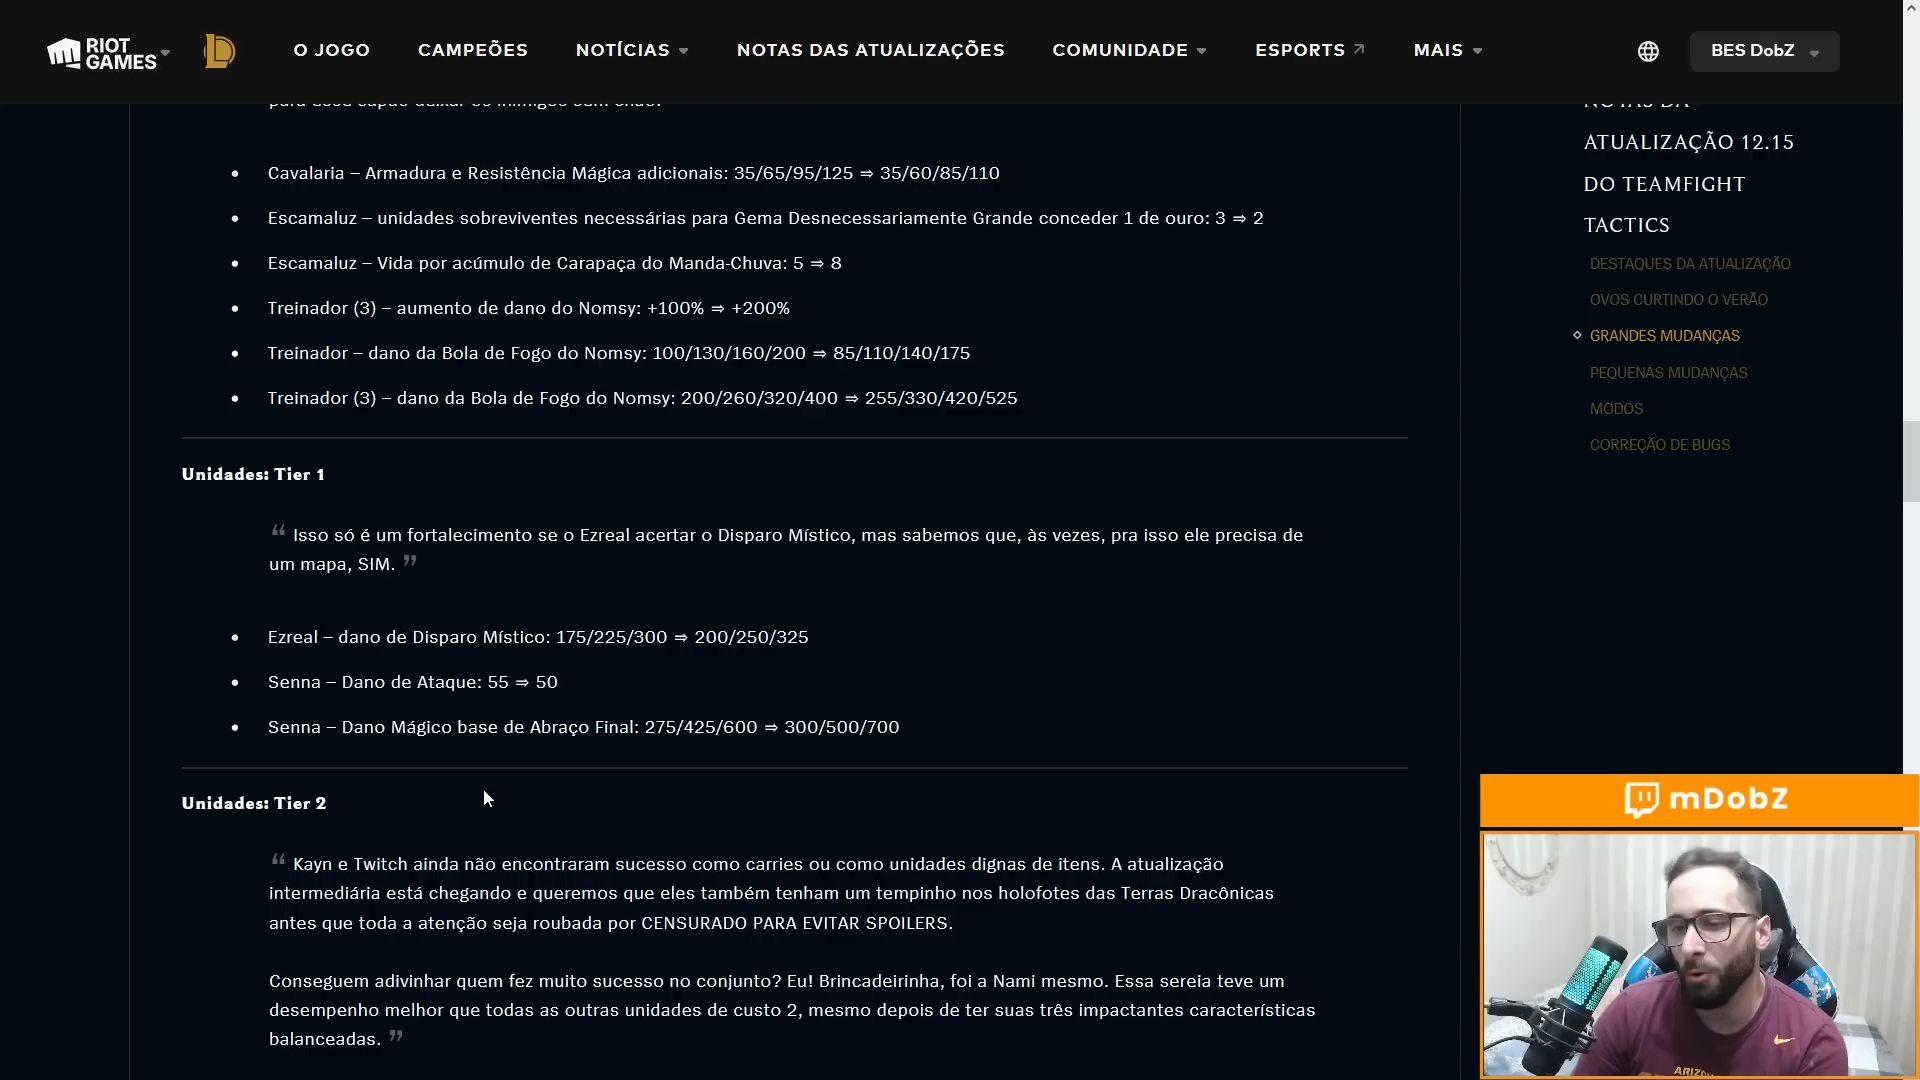 RIOT
GAMES
O JOGO
CAMPEÕES
NOTÍCIAS
NOTAS DAS ATUALIZAÇÕES
COMUNIDADE
ESPORTS
MAIS
BES DobZ
para esse sapão deixar os inimigos sem chão.
• Cavalaria – Armadura e Resistência Mágica adicionais: 35/65/95/125 ⇒ 35/60/85/110
• Escamaluz – unidades sobreviventes necessárias para Gema Desnecessariamente Grande conceder 1 de ouro: 3 ⇒ 2
• Escamaluz – Vida por acúmulo de Carapaça do Manda-Chuva: 5 ⇒ 8
• Treinador (3) – aumento de dano do Nomsy: +100% ⇒ +200%
• Treinador – dano da Bola de Fogo do Nomsy: 100/130/160/200 ⇒ 85/110/140/175
• Treinador (3) – dano da Bola de Fogo do Nomsy: 200/260/320/400 ⇒ 255/330/420/525
Unidades: Tier 1
“ Isso só é um fortalecimento se o Ezreal acertar o Disparo Místico, mas sabemos que, às vezes, pra isso ele precisa de
um mapa, SIM. ”
• Ezreal – dano de Disparo Místico: 175/225/300 ⇒ 200/250/325
• Senna – Dano de Ataque: 55 ⇒ 50
• Senna – Dano Mágico base de Abraço Final: 275/425/600 ⇒ 300/500/700
Unidades: Tier 2
“ Kayn e Twitch ainda não encontraram sucesso como carries ou como unidades dignas de itens. A atualização
intermediária está chegando e queremos que eles também tenham um tempinho nos holofotes das Terras Dracônicas
antes que toda a atenção seja roubada por CENSURADO PARA EVITAR SPOILERS.
Conseguem adivinhar quem fez muito sucesso no conjunto? Eu! Brincadeirinha, foi a Nami mesmo. Essa sereia teve um
desempenho melhor que todas as outras unidades de custo 2, mesmo depois de ter suas três impactantes características
balanceadas. ”
NOTAS DA
ATUALIZAÇÃO 12.15
DO TEAMFIGHT
TACTICS
DESTAQUES DA ATUALIZAÇÃO
OVOS CURTINDO O VERÃO
GRANDES MUDANÇAS
PEQUENAS MUDANÇAS
MODOS
CORREÇÃO DE BUGS
mDobZ